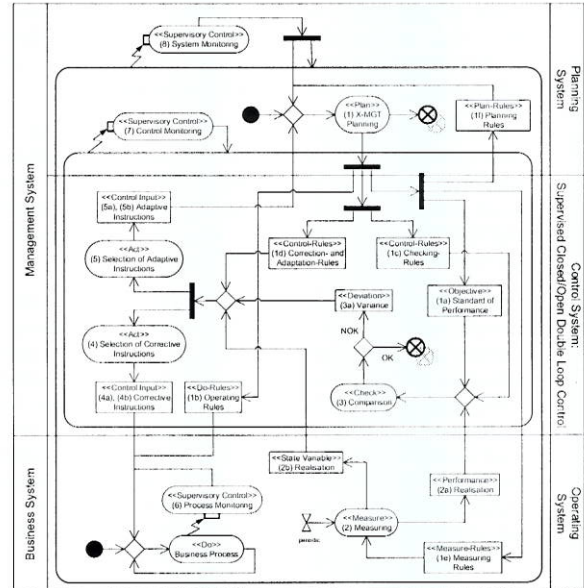 <<Supervisory Control>>
(8) System Monitoring
Planning
System
<<Supervisory Control>>
(7) Control Monitoring
<<Plan>>
(1) X-MGT
Planning
<<Plan-Rules>>
(1f) Planning
Rules
Management System
<<Control Input>>
(5a), (5b) Adaptive
Instructions
<<Act>>
(5) Selection of Adaptive
Instructions
<<Control-Rules>>
(1d) Correction- and
Adaptation-Rules
<<Control-Rules>>
(1c) Checking-
Rules
<<Deviation>>
(3a) Variance
<<Objective>>
(1a) Standard of
Performance
NOK
OK
<<Act>>
(4) Selection of Corrective
Instructions
<<Control Input>>
(4a), (4b) Corrective
Instructions
<<Do-Rules>>
(1b) Operating
Rules
<<Check>>
(3) Comparison
Control System:
Supervised Closed/Open Double Loop Control
<<State Variable>>
(2b) Realisation
<<Performance>>
(2a) Realisation
<<Supervisory Control>>
(6) Process Monitoring
<<Measure>>
(2) Measuring
periodic
<<Do>>
Business Process
<<Measure-Rules>>
(1e) Measuring
Rules
Business System
Operating
System